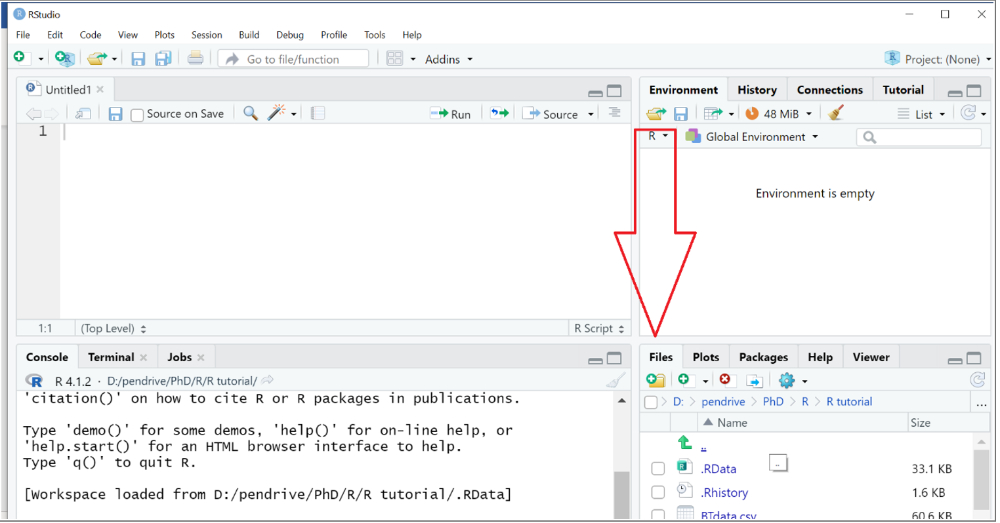 RStudio
File Edit Code View Plots Session Build Debug Profile Tools Help
Go to file/function Addins Project: (None)
Untitled1
Source on Save Run Source
1
1:1 (Top Level) R Script
Environment History Connections Tutorial
48 MiB List
R Global Environment
Environment is empty
Console Terminal Jobs
R 4.1.2 · D:/pendrive/PhD/R/R tutorial/
'citation()' on how to cite R or R packages in publications.
Type 'demo()' for some demos, 'help()' for on-line help, or
'help.start()' for an HTML browser interface to help.
Type 'q()' to quit R.
[Workspace loaded from D:/pendrive/PhD/R/R tutorial/.RData]
Files Plots Packages Help Viewer
D: pendrive PhD R R tutorial ...
Name Size
..
..
.RData 33.1 KB
.Rhistory 1.6 KB
BTdata.csv 60.6 KB